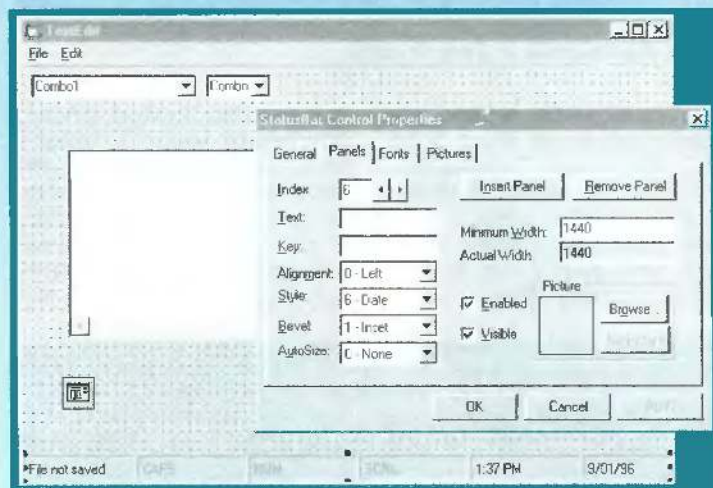 TextEdit
File Edit
Combo1 Combo
StatusBar Control Properties
General Panels Fonts Pictures
Index 6 Insert Panel Remove Panel
Text:
Key: Minimum Width: 1440
Actual Width 1440
Alignment: 0 - Left
Style: 6 - Date Enabled Picture
Bevel: 1 - Inset Visible Browse
AutoSize: 0 - None
OK Cancel
File not saved CAPS NUM SCRL 1:37 PM 9/01/96